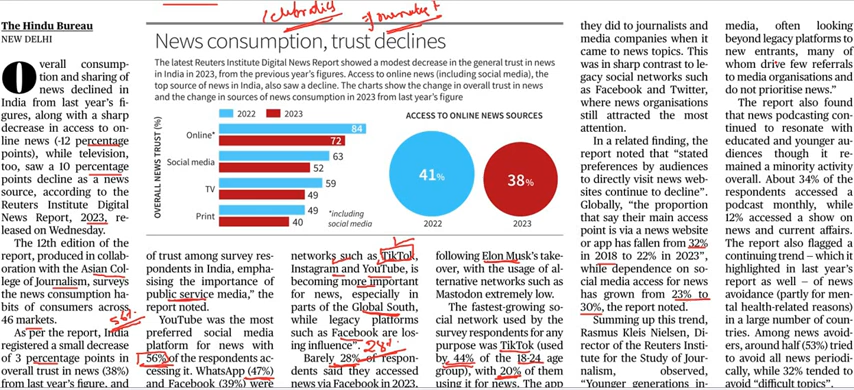 celebrities
Journalist
The Hindu Bureau
NEW DELHI
Overall consump-
tion and sharing of
news declined in
India from last year's fi-
gures, along with a sharp
decrease in access to on-
line news (-12 percentage
points), while television,
too, saw a 10 percentage
points decline as a news
source, according to the
Reuters Institute Digital
News Report, 2023, re-
leased on Wednesday.
The 12th edition of the
report, produced in collab-
oration with the Asian Col-
lege of Journalism, surveys
the news consumption ha-
bits of consumers across
46 markets.
56%
As per the report, India
registered a small decrease
of 3 percentage points in
overall trust in news (38%)
from last year's figure, and
News consumption, trust declines
The latest Reuters Institute Digital News Report showed a modest decrease in the general trust in news
in India in 2023, from the previous year's figures. Access to online news (including social media), the
top source of news in India, also saw a decline. The charts show the change in overall trust in news
and the change in sources of news consumption in 2023 from last year's figure
2022 2023
OVERALL NEWS TRUST (%)
Online* 84
72
Social media 63
52
TV 59
49
Print 49
40
*including
social media
ACCESS TO ONLINE NEWS SOURCES
41% 38%
2022 2023
of trust among survey res-
pondents in India, empha-
sising the importance of
public service media," the
report noted.
YouTube was the most
preferred social media
platform for news with
56% of the respondents ac-
cessing it. WhatsApp (47%)
and Facebook (39%) were
networks such as TikTok,
Instagram and YouTube, is
becoming more important
for news, especially in
parts of the Global South,
while legacy platforms
such as Facebook are los-
ing influence".
28%
Barely 28% of respon-
dents said they accessed
news via Facebook in 2023,
following Elon Musk's take-
over, with the usage of al-
ternative networks such as
Mastodon extremely low.
The fastest-growing so-
cial network used by the
survey respondents for any
purpose was TikTok (used
by 44% of the 18-24 age
group), with 20% of them
using it for news. The app
they did to journalists and
media companies when it
came to news topics. This
was in sharp contrast to le-
gacy social networks such
as Facebook and Twitter,
where news organisations
still attracted the most
attention.
In a related finding, the
report noted that "stated
preferences by audiences
to directly visit news web-
sites continue to decline".
Globally, "the proportion
that say their main access
point is via a news website
or app has fallen from 32%
in 2018 to 22% in 2023",
while dependence on so-
cial media access for news
has grown from 23% to
30%, the report noted.
Summing up this trend,
Rasmus Kleis Nielsen, Di-
rector of the Reuters Insti-
tute for the Study of Jour-
nalism, observed,
"Younger generations in-
media, often looking
beyond legacy platforms to
new entrants, many of
whom drive few referrals
to media organisations and
do not prioritise news."
The report also found
that news podcasting con-
tinued to resonate with
educated and younger au-
diences though it re-
mained a minority activity
overall. About 34% of the
respondents accessed a
podcast monthly, while
12% accessed a show on
news and current affairs.
The report also flagged a
continuing trend – which it
highlighted in last year's
report as well – of news
avoidance (partly for men-
tal health-related reasons)
in a large number of coun-
tries. Among news avoid-
ers, around half (53%) tried
to avoid all news periodi-
cally, while 32% tended to
avoid "difficult topics".